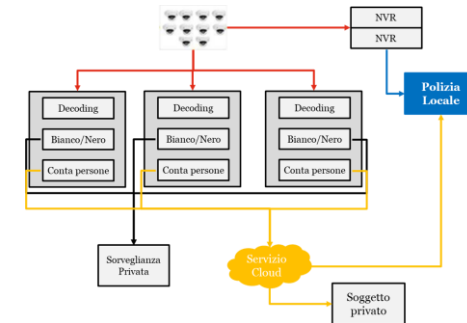 NVR
NVR
Polizia
Locale
Decoding
Decoding
Decoding
Bianco/Nero
Bianco/Nero
Bianco/Nero
Conta persone
Conta persone
Conta persone
Sorveglianza
Privata
Servizio
Cloud
Soggetto
privato